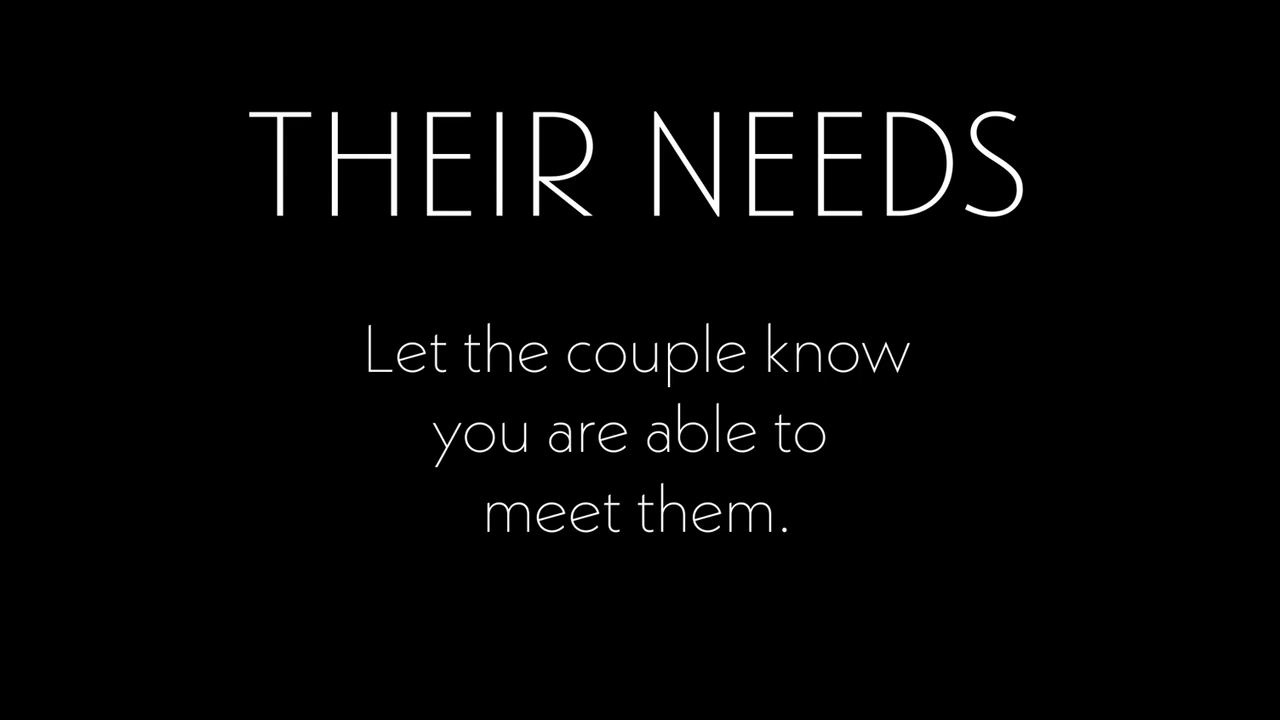 THEIR NEEDS
Let the couple know
you are able to
meet them.